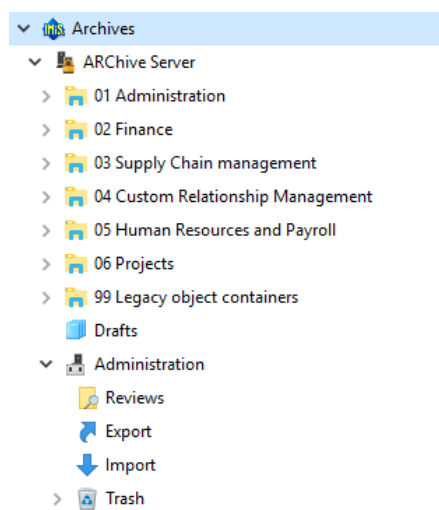 IMiS
Archives
ARChive Server
01 Administration
02 Finance
03 Supply Chain management
04 Custom Relationship Management
05 Human Resources and Payroll
06 Projects
99 Legacy object containers
Drafts
Administration
Reviews
Export
Import
Trash